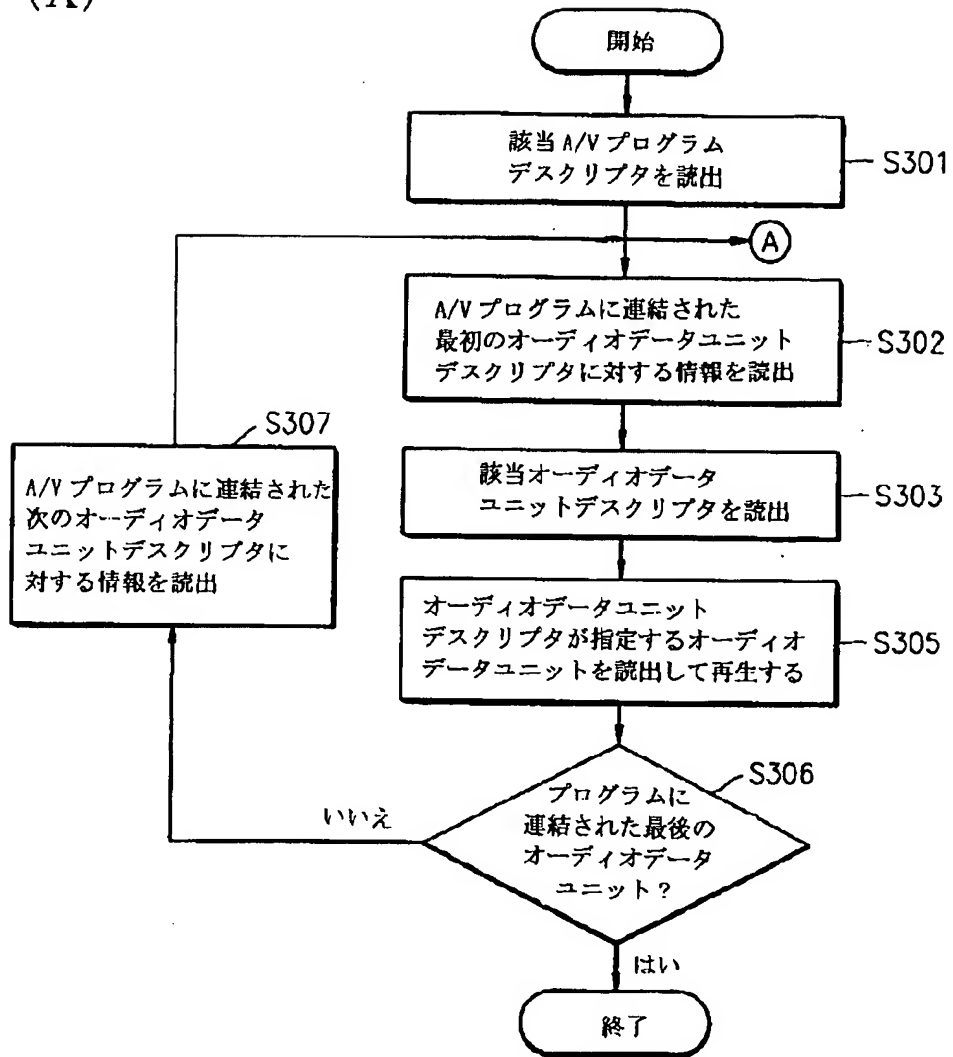 (A)
開始
該当A/Vプログラム
デスクリプタを読出
S301
A
A/Vプログラムに連結された
最初のオーディオデータユニット
デスクリプタに対する情報を読出
S302
S307
A/Vプログラムに連結された
次のオーディオデータ
ユニットデスクリプタに
対する情報を読出
該当オーディオデータ
ユニットデスクリプタを読出
S303
オーディオデータユニット
デスクリプタが指定するオーディオ
データユニットを読出して再生する
S305
S306
プログラムに
連結された最後の
オーディオデータ
ユニット？
いいえ
はい
終了